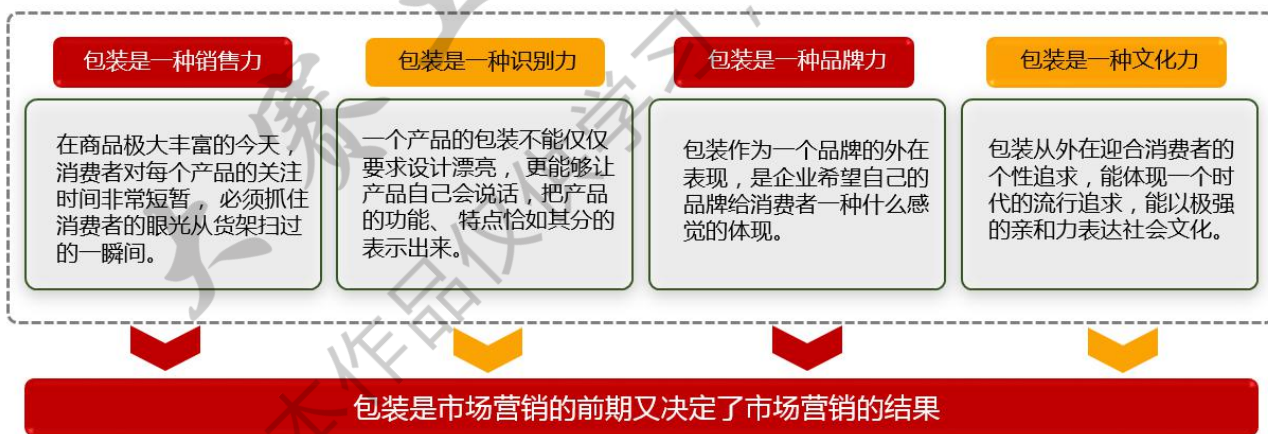 包装是一种销售力
在商品极大丰富的今天，
消费者对每个产品的关注
时间非常短暂， 必须抓住
消费者的眼光从货架扫过
的一瞬间。
包装是一种识别力
一个产品的包装不能仅仅
要求设计漂亮， 更能够让
产品自己会说话，把产品
的功能、 特点恰如其分的
表示出来。
包装是一种品牌力
包装作为一个品牌的外在
表现，是企业希望自己的
品牌给消费者一种什么感
觉的体现。
包装是一种文化力
包装从外在迎合消费者的
个性追求，能体现一个时
代的流行追求，能以极强
的亲和力表达社会文化。
包装是市场营销的前期又决定了市场营销的结果
大赛
本作品仅供学习，